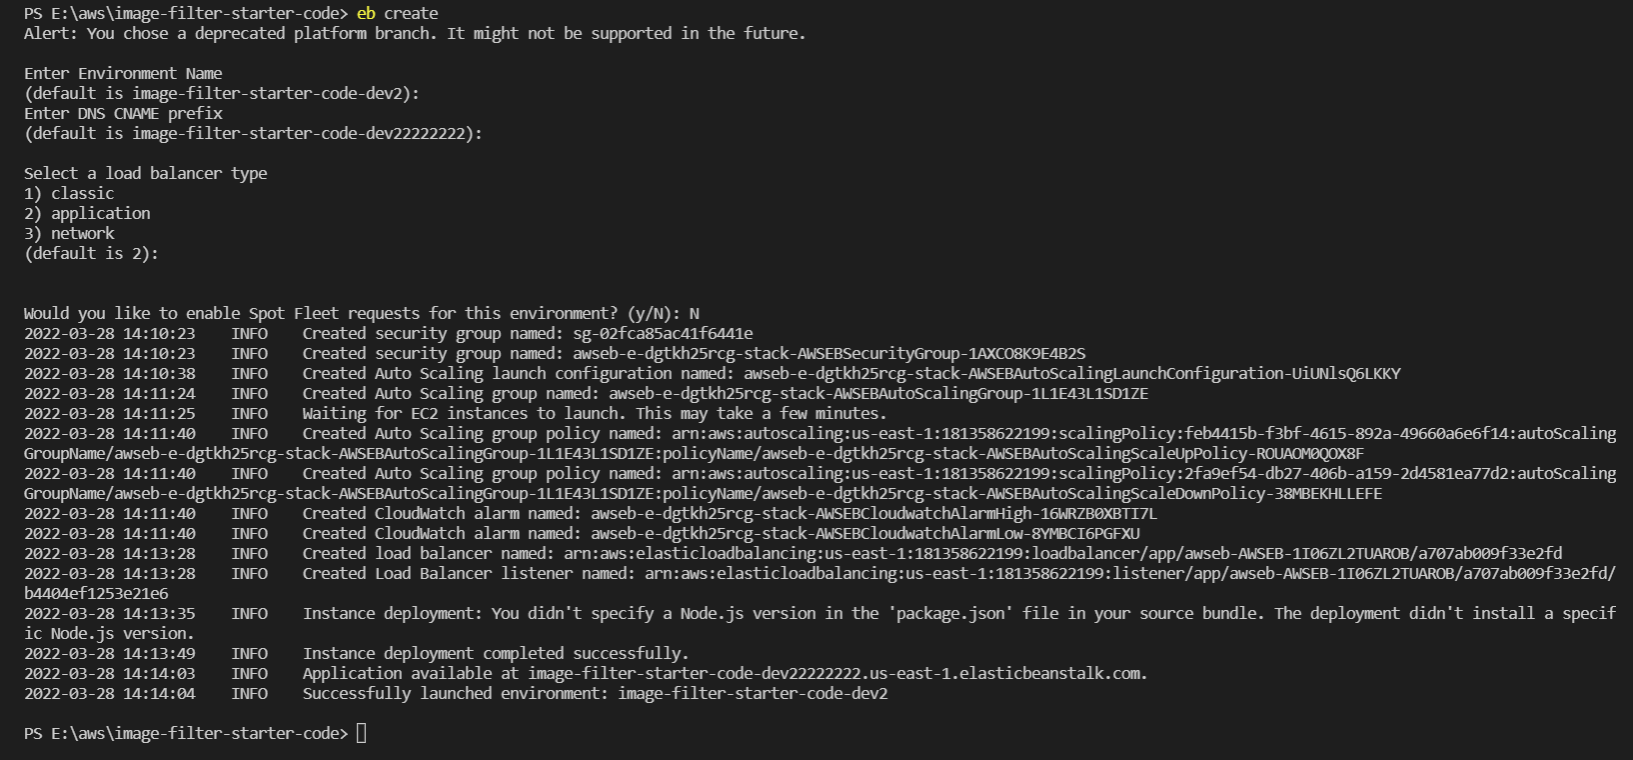 PS E:\aws\image-filter-starter-code> eb create
Alert: You chose a deprecated platform branch. It might not be supported in the future.
Enter Environment Name
(default is image-filter-starter-code-dev2):
Enter DNS CNAME prefix
(default is image-filter-starter-code-dev22222222):
Select a load balancer type
1) classic
2) application
3) network
(default is 2):
Would you like to enable Spot Fleet requests for this environment? (y/N): N
2022-03-28 14:10:23    INFO    Created security group named: sg-02fca85ac41f6441e
2022-03-28 14:10:23    INFO    Created security group named: awseb-e-dgtkh25rcg-stack-AWSEBSecurityGroup-1AXCO8K9E4B2S
2022-03-28 14:10:38    INFO    Created Auto Scaling launch configuration named: awseb-e-dgtkh25rcg-stack-AWSEBAutoScalingLaunchConfiguration-UiUNlsQ6LKKY
2022-03-28 14:11:24    INFO    Created Auto Scaling group named: awseb-e-dgtkh25rcg-stack-AWSEBAutoScalingGroup-1L1E43L1SD1ZE
2022-03-28 14:11:25    INFO    Waiting for EC2 instances to launch. This may take a few minutes.
2022-03-28 14:11:40    INFO    Created Auto Scaling group policy named: arn:aws:autoscaling:us-east-1:181358622199:scalingPolicy:feb4415b-f3bf-4615-892a-49660a6e6f14:autoScaling
GroupName/awseb-e-dgtkh25rcg-stack-AWSEBAutoScalingGroup-1L1E43L1SD1ZE:policyName/awseb-e-dgtkh25rcg-stack-AWSEBAutoScalingScaleUpPolicy-ROUAOM0QOX8F
2022-03-28 14:11:40    INFO    Created Auto Scaling group policy named: arn:aws:autoscaling:us-east-1:181358622199:scalingPolicy:2fa9ef54-db27-406b-a159-2d4581ea77d2:autoScaling
GroupName/awseb-e-dgtkh25rcg-stack-AWSEBAutoScalingGroup-1L1E43L1SD1ZE:policyName/awseb-e-dgtkh25rcg-stack-AWSEBAutoScalingScaleDownPolicy-38MBEKHLLEFE
2022-03-28 14:11:40    INFO    Created CloudWatch alarm named: awseb-e-dgtkh25rcg-stack-AWSEBCloudwatchAlarmHigh-16WRZB0XBTI7L
2022-03-28 14:11:40    INFO    Created CloudWatch alarm named: awseb-e-dgtkh25rcg-stack-AWSEBCloudwatchAlarmLow-8YMBCI6PGFXU
2022-03-28 14:13:28    INFO    Created load balancer named: arn:aws:elasticloadbalancing:us-east-1:181358622199:loadbalancer/app/awseb-AWSEB-1I06ZL2TUAROB/a707ab009f33e2fd
2022-03-28 14:13:28    INFO    Created Load Balancer listener named: arn:aws:elasticloadbalancing:us-east-1:181358622199:listener/app/awseb-AWSEB-1I06ZL2TUAROB/a707ab009f33e2fd/
b4404ef1253e21e6
2022-03-28 14:13:35    INFO    Instance deployment: You didn't specify a Node.js version in the 'package.json' file in your source bundle. The deployment didn't install a specif
ic Node.js version.
2022-03-28 14:13:49    INFO    Instance deployment completed successfully.
2022-03-28 14:14:03    INFO    Application available at image-filter-starter-code-dev22222222.us-east-1.elasticbeanstalk.com.
2022-03-28 14:14:04    INFO    Successfully launched environment: image-filter-starter-code-dev2
PS E:\aws\image-filter-starter-code>